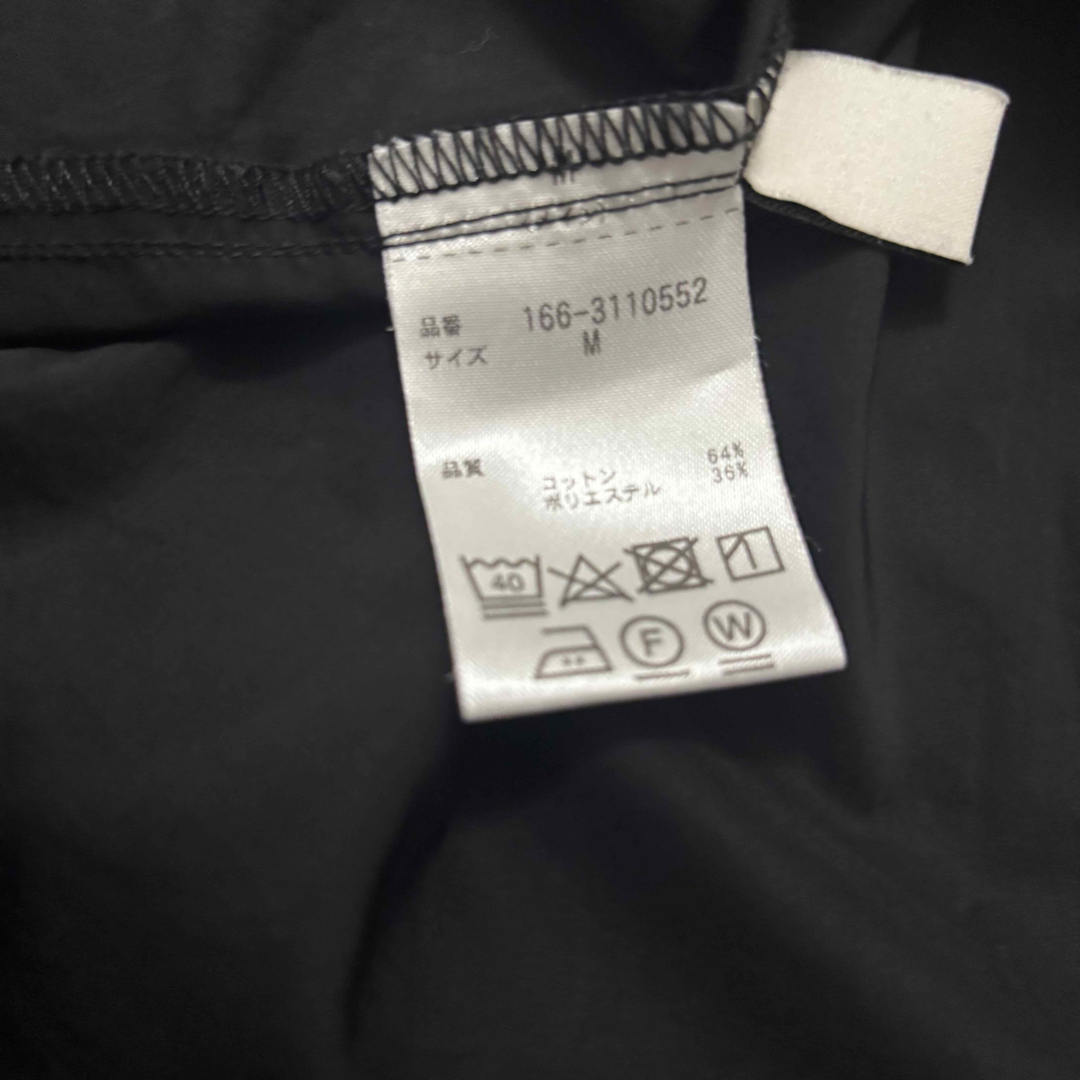 品番 166-3110552
サイズ M
品質 コットン 64%
ポリエステル 36%
40
F W